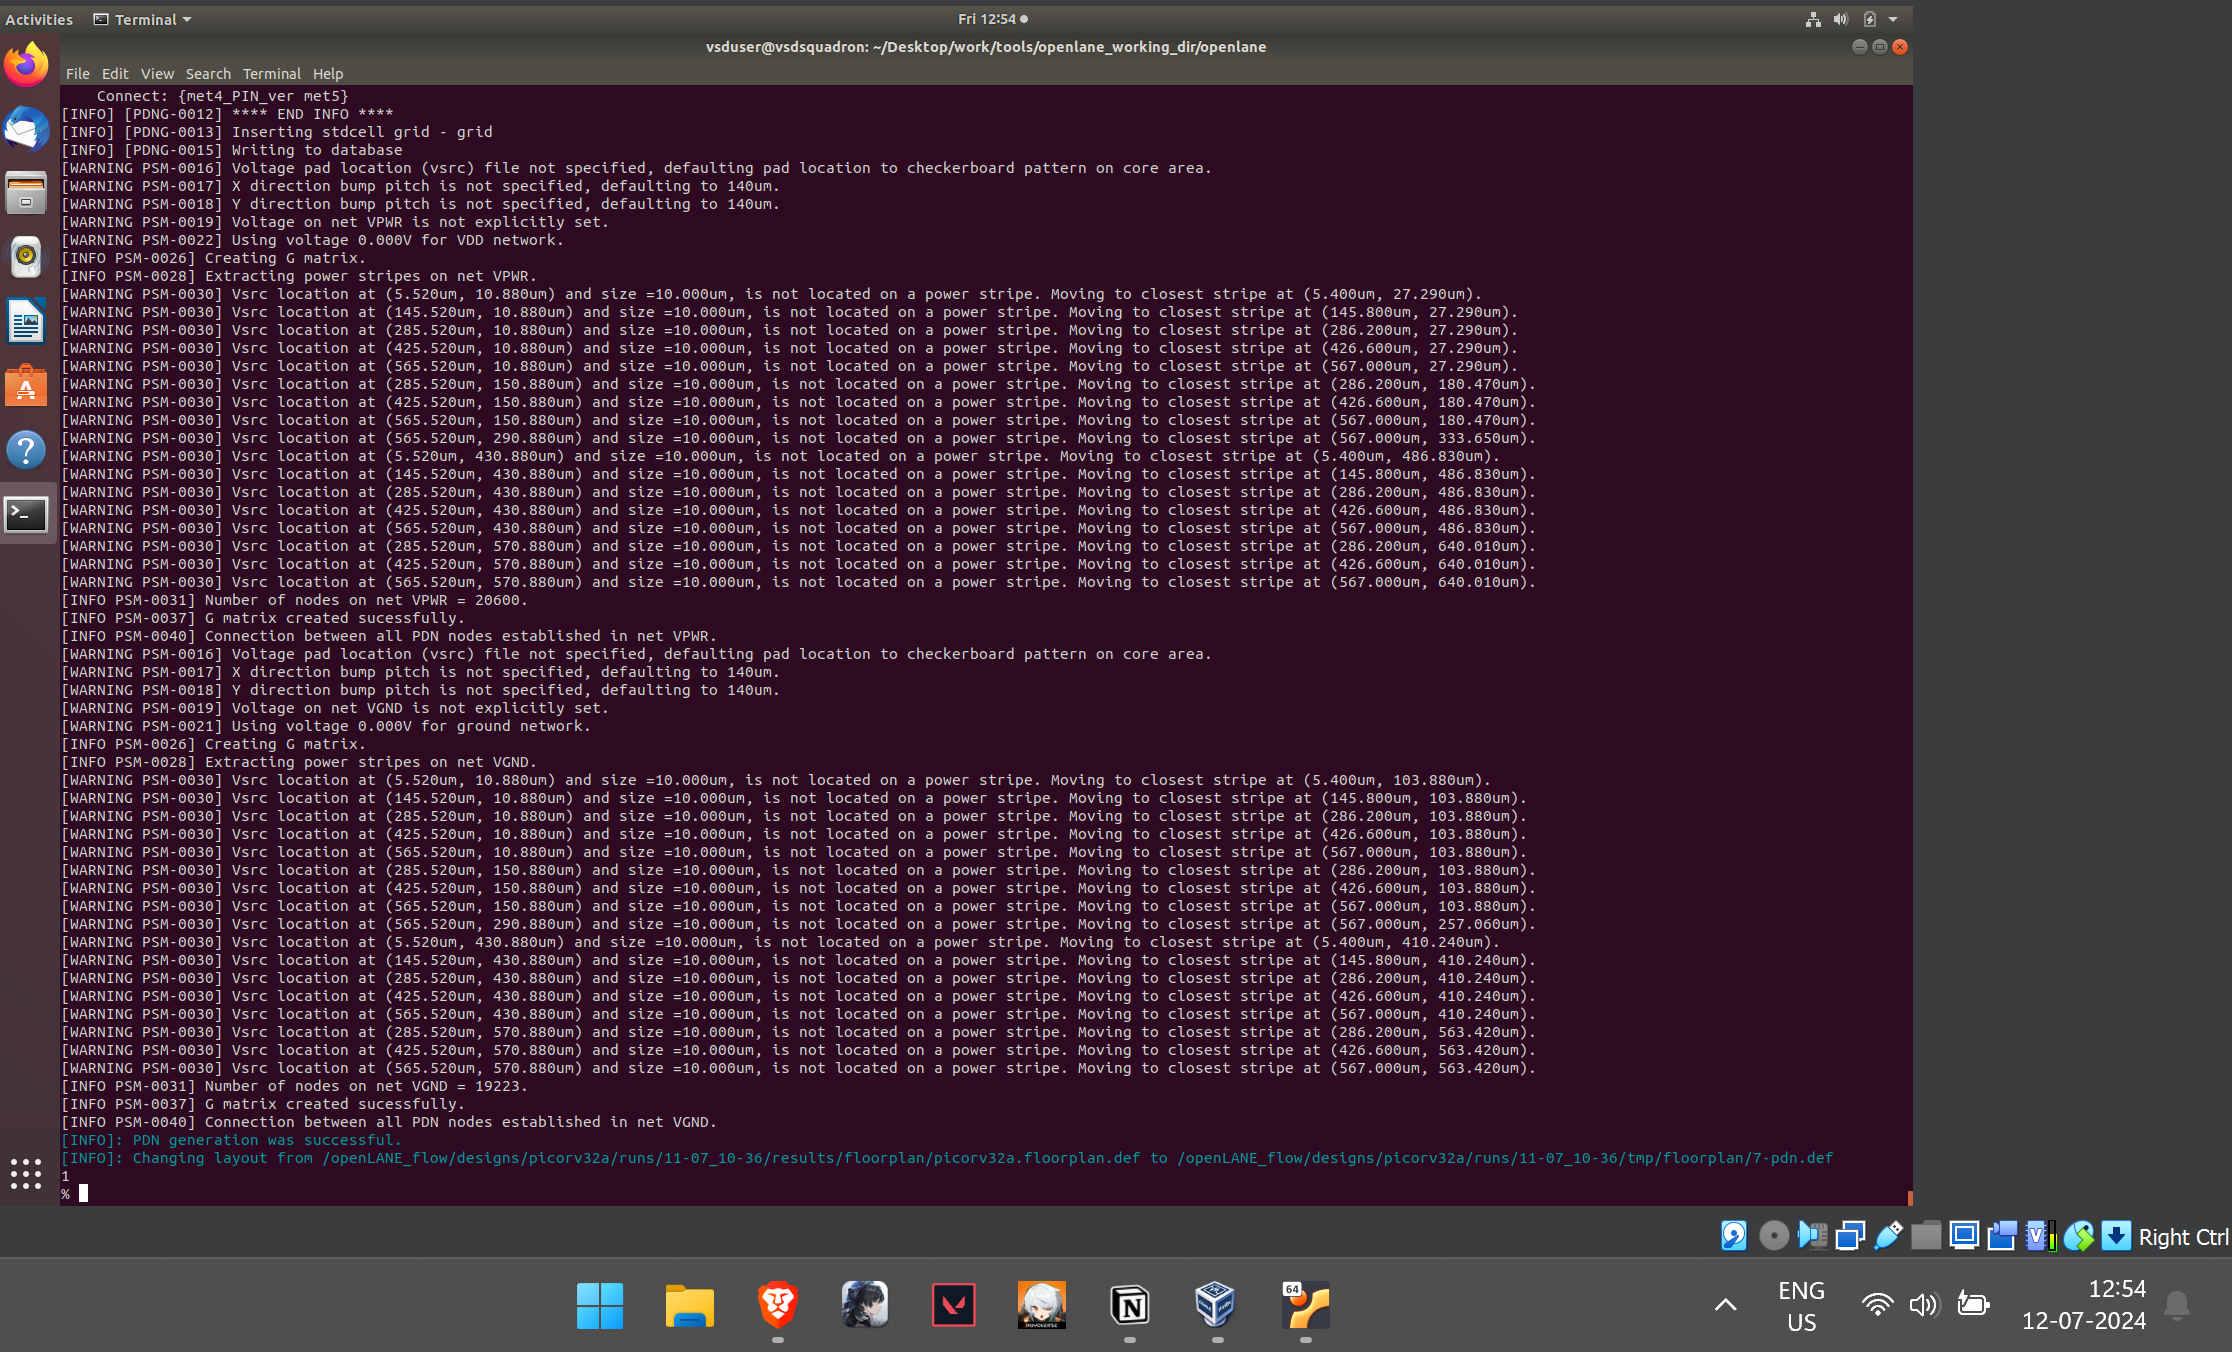 Activities Terminal Fri 12:54
vsduser@vsdsquadron: ~/Desktop/work/tools/openlane_working_dir/openlane
File Edit View Search Terminal Help
Connect: {met4_PIN_ver met5}
[INFO] [PDNG-0012] **** END INFO ****
[INFO] [PDNG-0013] Inserting stdcell grid - grid
[INFO] [PDNG-0015] Writing to database
[WARNING PSM-0016] Voltage pad location (vsrc) file not specified, defaulting pad location to checkerboard pattern on core area.
[WARNING PSM-0017] X direction bump pitch is not specified, defaulting to 140um.
[WARNING PSM-0018] Y direction bump pitch is not specified, defaulting to 140um.
[WARNING PSM-0019] Voltage on net VPWR is not explicitly set.
[WARNING PSM-0022] Using voltage 0.000V for VDD network.
[INFO PSM-0026] Creating G matrix.
[INFO PSM-0028] Extracting power stripes on net VPWR.
[WARNING PSM-0030] Vsrc location at (5.520um, 10.880um) and size =10.000um, is not located on a power stripe. Moving to closest stripe at (5.400um, 27.290um).
[WARNING PSM-0030] Vsrc location at (145.520um, 10.880um) and size =10.000um, is not located on a power stripe. Moving to closest stripe at (145.800um, 27.290um).
[WARNING PSM-0030] Vsrc location at (285.520um, 10.880um) and size =10.000um, is not located on a power stripe. Moving to closest stripe at (286.200um, 27.290um).
[WARNING PSM-0030] Vsrc location at (425.520um, 10.880um) and size =10.000um, is not located on a power stripe. Moving to closest stripe at (426.600um, 27.290um).
[WARNING PSM-0030] Vsrc location at (565.520um, 10.880um) and size =10.000um, is not located on a power stripe. Moving to closest stripe at (567.000um, 27.290um).
[WARNING PSM-0030] Vsrc location at (285.520um, 150.880um) and size =10.000um, is not located on a power stripe. Moving to closest stripe at (286.200um, 180.470um).
[WARNING PSM-0030] Vsrc location at (425.520um, 150.880um) and size =10.000um, is not located on a power stripe. Moving to closest stripe at (426.600um, 180.470um).
[WARNING PSM-0030] Vsrc location at (565.520um, 150.880um) and size =10.000um, is not located on a power stripe. Moving to closest stripe at (567.000um, 180.470um).
[WARNING PSM-0030] Vsrc location at (565.520um, 290.880um) and size =10.000um, is not located on a power stripe. Moving to closest stripe at (567.000um, 333.650um).
[WARNING PSM-0030] Vsrc location at (5.520um, 430.880um) and size =10.000um, is not located on a power stripe. Moving to closest stripe at (5.400um, 486.830um).
[WARNING PSM-0030] Vsrc location at (145.520um, 430.880um) and size =10.000um, is not located on a power stripe. Moving to closest stripe at (145.800um, 486.830um).
[WARNING PSM-0030] Vsrc location at (285.520um, 430.880um) and size =10.000um, is not located on a power stripe. Moving to closest stripe at (286.200um, 486.830um).
[WARNING PSM-0030] Vsrc location at (425.520um, 430.880um) and size =10.000um, is not located on a power stripe. Moving to closest stripe at (426.600um, 486.830um).
[WARNING PSM-0030] Vsrc location at (565.520um, 430.880um) and size =10.000um, is not located on a power stripe. Moving to closest stripe at (567.000um, 486.830um).
[WARNING PSM-0030] Vsrc location at (285.520um, 570.880um) and size =10.000um, is not located on a power stripe. Moving to closest stripe at (286.200um, 640.010um).
[WARNING PSM-0030] Vsrc location at (425.520um, 570.880um) and size =10.000um, is not located on a power stripe. Moving to closest stripe at (426.600um, 640.010um).
[WARNING PSM-0030] Vsrc location at (565.520um, 570.880um) and size =10.000um, is not located on a power stripe. Moving to closest stripe at (567.000um, 640.010um).
[INFO PSM-0031] Number of nodes on net VPWR = 20600.
[INFO PSM-0037] G matrix created sucessfully.
[INFO PSM-0040] Connection between all PDN nodes established in net VPWR.
[WARNING PSM-0016] Voltage pad location (vsrc) file not specified, defaulting pad location to checkerboard pattern on core area.
[WARNING PSM-0017] X direction bump pitch is not specified, defaulting to 140um.
[WARNING PSM-0018] Y direction bump pitch is not specified, defaulting to 140um.
[WARNING PSM-0019] Voltage on net VGND is not explicitly set.
[WARNING PSM-0021] Using voltage 0.000V for ground network.
[INFO PSM-0026] Creating G matrix.
[INFO PSM-0028] Extracting power stripes on net VGND.
[WARNING PSM-0030] Vsrc location at (5.520um, 10.880um) and size =10.000um, is not located on a power stripe. Moving to closest stripe at (5.400um, 103.880um).
[WARNING PSM-0030] Vsrc location at (145.520um, 10.880um) and size =10.000um, is not located on a power stripe. Moving to closest stripe at (145.800um, 103.880um).
[WARNING PSM-0030] Vsrc location at (285.520um, 10.880um) and size =10.000um, is not located on a power stripe. Moving to closest stripe at (286.200um, 103.880um).
[WARNING PSM-0030] Vsrc location at (425.520um, 10.880um) and size =10.000um, is not located on a power stripe. Moving to closest stripe at (426.600um, 103.880um).
[WARNING PSM-0030] Vsrc location at (565.520um, 10.880um) and size =10.000um, is not located on a power stripe. Moving to closest stripe at (567.000um, 103.880um).
[WARNING PSM-0030] Vsrc location at (285.520um, 150.880um) and size =10.000um, is not located on a power stripe. Moving to closest stripe at (286.200um, 103.880um).
[WARNING PSM-0030] Vsrc location at (425.520um, 150.880um) and size =10.000um, is not located on a power stripe. Moving to closest stripe at (426.600um, 103.880um).
[WARNING PSM-0030] Vsrc location at (565.520um, 150.880um) and size =10.000um, is not located on a power stripe. Moving to closest stripe at (567.000um, 103.880um).
[WARNING PSM-0030] Vsrc location at (565.520um, 290.880um) and size =10.000um, is not located on a power stripe. Moving to closest stripe at (567.000um, 257.060um).
[WARNING PSM-0030] Vsrc location at (5.520um, 430.880um) and size =10.000um, is not located on a power stripe. Moving to closest stripe at (5.400um, 410.240um).
[WARNING PSM-0030] Vsrc location at (145.520um, 430.880um) and size =10.000um, is not located on a power stripe. Moving to closest stripe at (145.800um, 410.240um).
[WARNING PSM-0030] Vsrc location at (285.520um, 430.880um) and size =10.000um, is not located on a power stripe. Moving to closest stripe at (286.200um, 410.240um).
[WARNING PSM-0030] Vsrc location at (425.520um, 430.880um) and size =10.000um, is not located on a power stripe. Moving to closest stripe at (426.600um, 410.240um).
[WARNING PSM-0030] Vsrc location at (565.520um, 430.880um) and size =10.000um, is not located on a power stripe. Moving to closest stripe at (567.000um, 410.240um).
[WARNING PSM-0030] Vsrc location at (285.520um, 570.880um) and size =10.000um, is not located on a power stripe. Moving to closest stripe at (286.200um, 563.420um).
[WARNING PSM-0030] Vsrc location at (425.520um, 570.880um) and size =10.000um, is not located on a power stripe. Moving to closest stripe at (426.600um, 563.420um).
[WARNING PSM-0030] Vsrc location at (565.520um, 570.880um) and size =10.000um, is not located on a power stripe. Moving to closest stripe at (567.000um, 563.420um).
[INFO PSM-0031] Number of nodes on net VGND = 19223.
[INFO PSM-0037] G matrix created sucessfully.
[INFO PSM-0040] Connection between all PDN nodes established in net VGND.
[INFO]: PDN generation was successful.
[INFO]: Changing layout from /openLANE_flow/designs/picorv32a/runs/11-07_10-36/results/floorplan/picorv32a.floorplan.def to /openLANE_flow/designs/picorv32a/runs/11-07_10-36/tmp/floorplan/7-pdn.def
1
%
Right Ctrl
64
ENG
US
12:54
12-07-2024